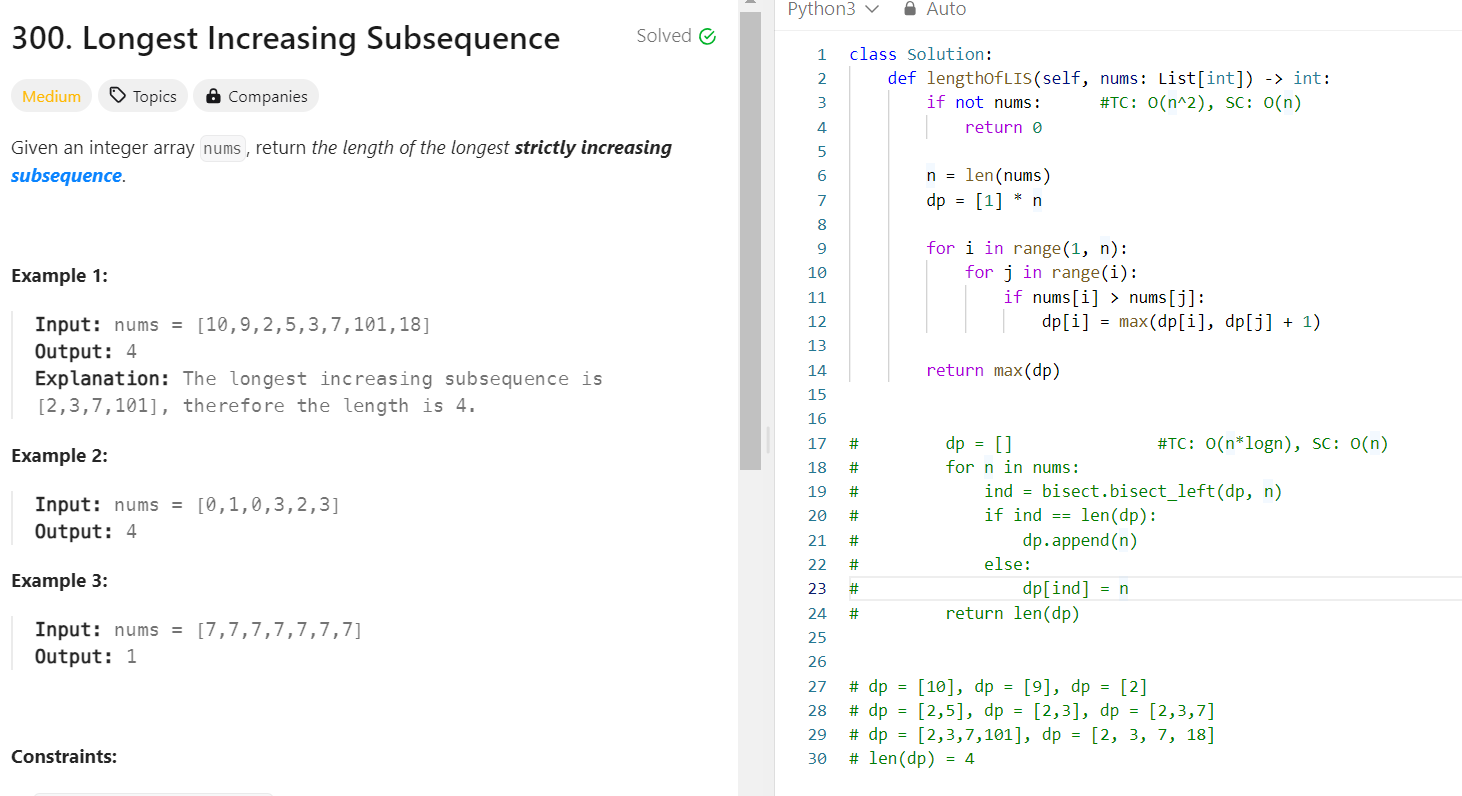 300. Longest Increasing Subsequence
Solved
Medium
Topics
Companies
Given an integer array nums, return the length of the longest strictly increasing
subsequence.
Example 1:
Input: nums = [10,9,2,5,3,7,101,18]
Output: 4
Explanation: The longest increasing subsequence is
[2,3,7,101], therefore the length is 4.
Example 2:
Input: nums = [0,1,0,3,2,3]
Output: 4
Example 3:
Input: nums = [7,7,7,7,7,7,7]
Output: 1
Constraints:
Python3
Auto
1 class Solution:
2     def lengthOfLIS(self, nums: List[int]) -> int:
3         if not nums:      #TC: O(n^2), SC: O(n)
4             return 0
5
6         n = len(nums)
7         dp = [1] * n
8
9         for i in range(1, n):
10             for j in range(i):
11                 if nums[i] > nums[j]:
12                     dp[i] = max(dp[i], dp[j] + 1)
13
14         return max(dp)
15
16
17 #         dp = []               #TC: O(n*logn), SC: O(n)
18 #         for n in nums:
19 #             ind = bisect.bisect_left(dp, n)
20 #             if ind == len(dp):
21 #                 dp.append(n)
22 #             else:
23 #                 dp[ind] = n
24 #         return len(dp)
25
26
27 # dp = [10], dp = [9], dp = [2]
28 # dp = [2,5], dp = [2,3], dp = [2,3,7]
29 # dp = [2,3,7,101], dp = [2, 3, 7, 18]
30 # len(dp) = 4